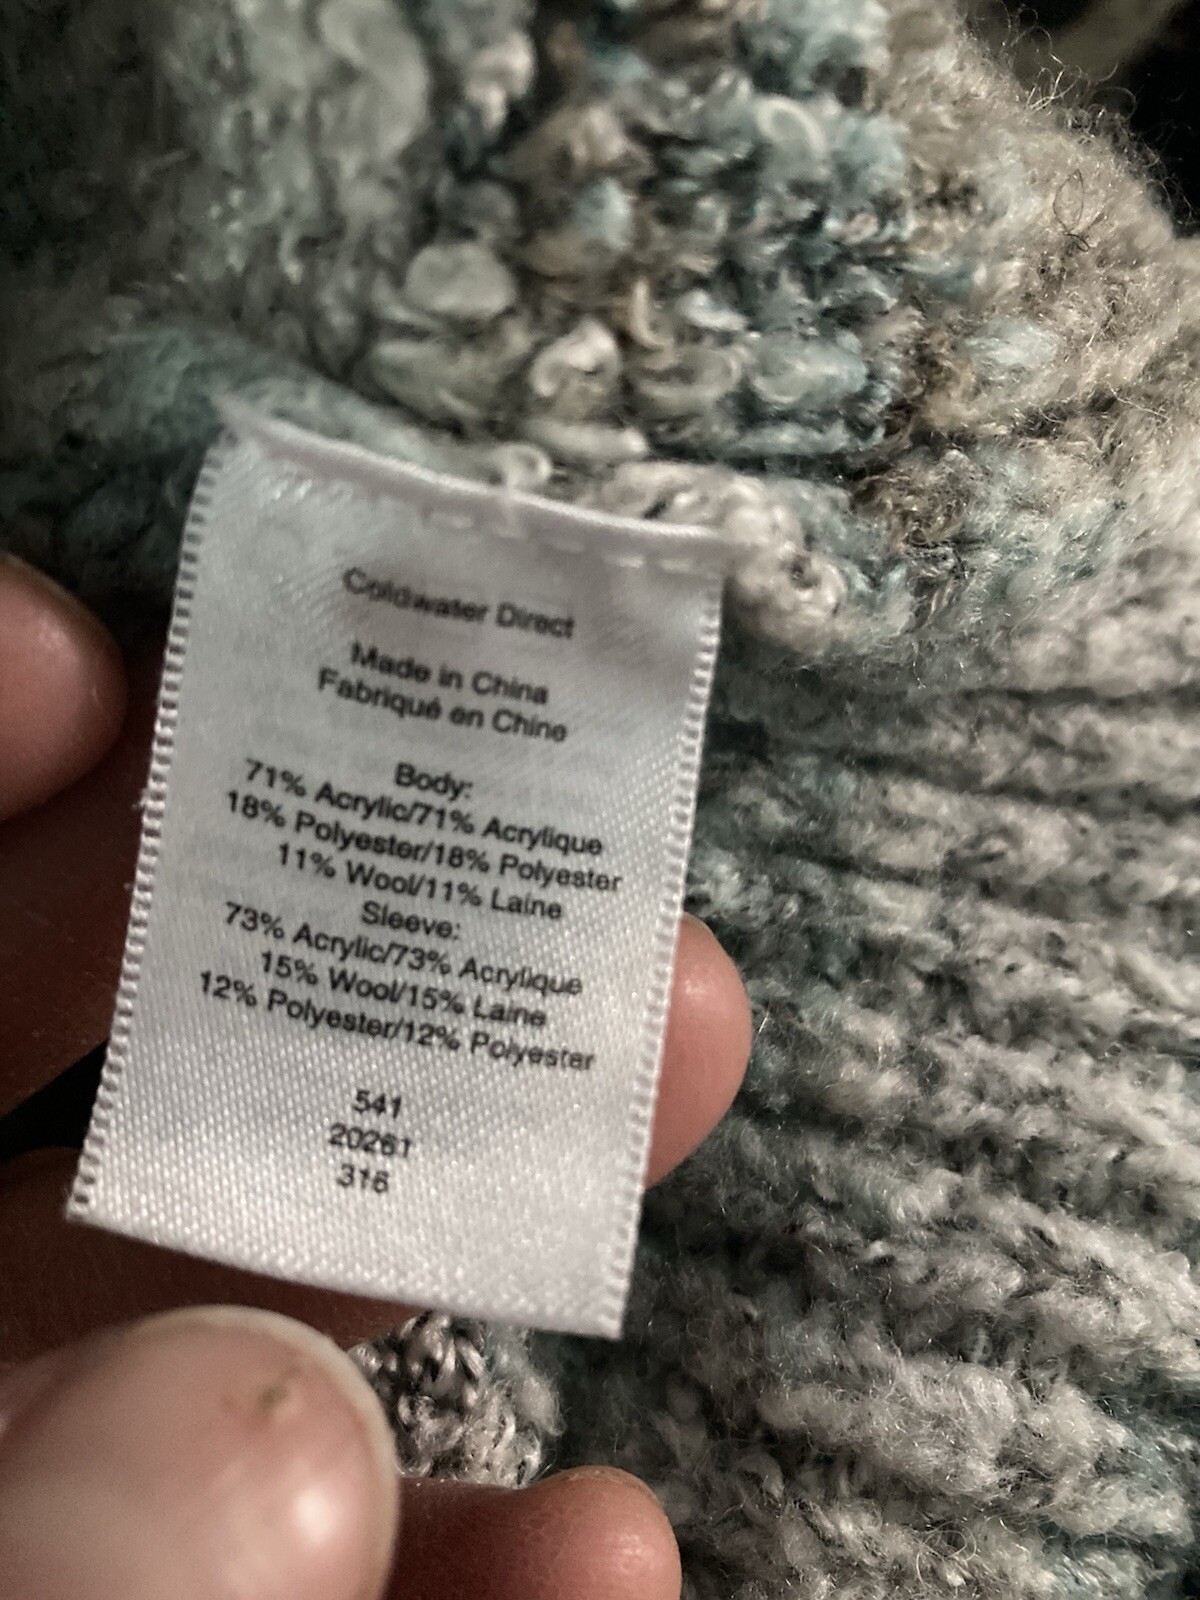 Coldwater Direct
Made in China
Fabriqué en Chine
Body:
71% Acrylic/71% Acrylique
18% Polyester/18% Polyester
11% Wool/11% Laine
Sleeve:
73% Acrylic/73% Acrylique
15% Wool/15% Laine
12% Polyester/12% Polyester
541
20261
316